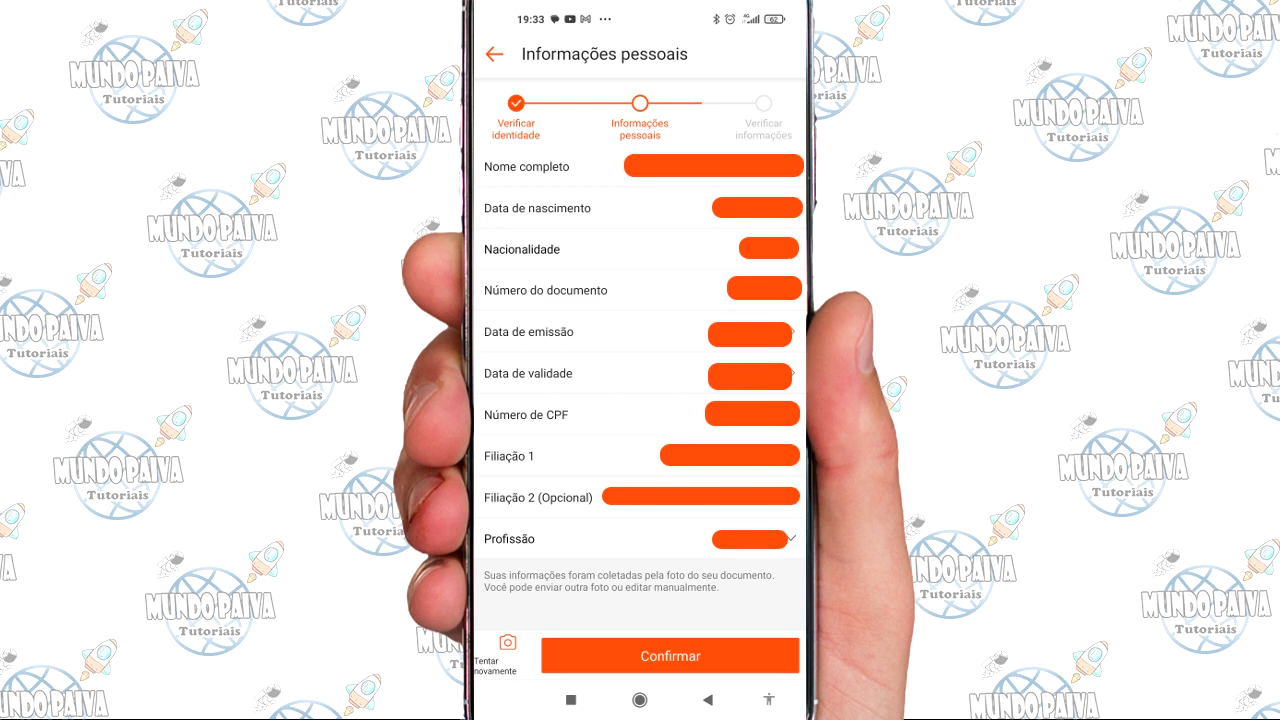 19:33
4G
62
Informações pessoais
Verificar
identidade
Informações
pessoais
Verificar
informações
Nome completo
Data de nascimento
Nacionalidade
Número do documento
Data de emissão
Data de validade
Número de CPF
Filiação 1
Filiação 2 (Opcional)
Profissão
Suas informações foram coletadas pela foto do seu documento.
Você pode enviar outra foto ou editar manualmente.
Tentar
novamente
Confirmar
MUNDO PAIVA
Tutoriais